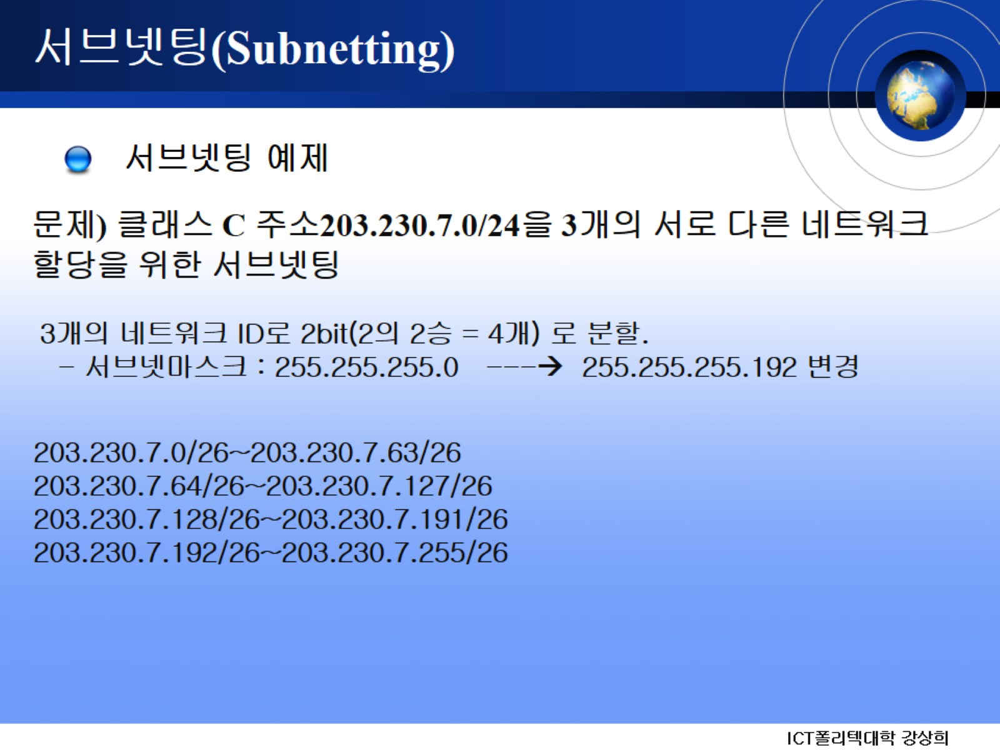 서브넷팅(Subnetting)
서브넷팅 예제
문제) 클래스 C 주소203.230.7.0/24을 3개의 서로 다른 네트워크
할당을 위한 서브넷팅
3개의 네트워크 ID로 2bit(2의 2승 = 4개) 로 분할.
- 서브넷마스크 : 255.255.255.0 ---→ 255.255.255.192 변경
203.230.7.0/26~203.230.7.63/26
203.230.7.64/26~203.230.7.127/26
203.230.7.128/26~203.230.7.191/26
203.230.7.192/26~203.230.7.255/26
ICT폴리텍대학 강상희